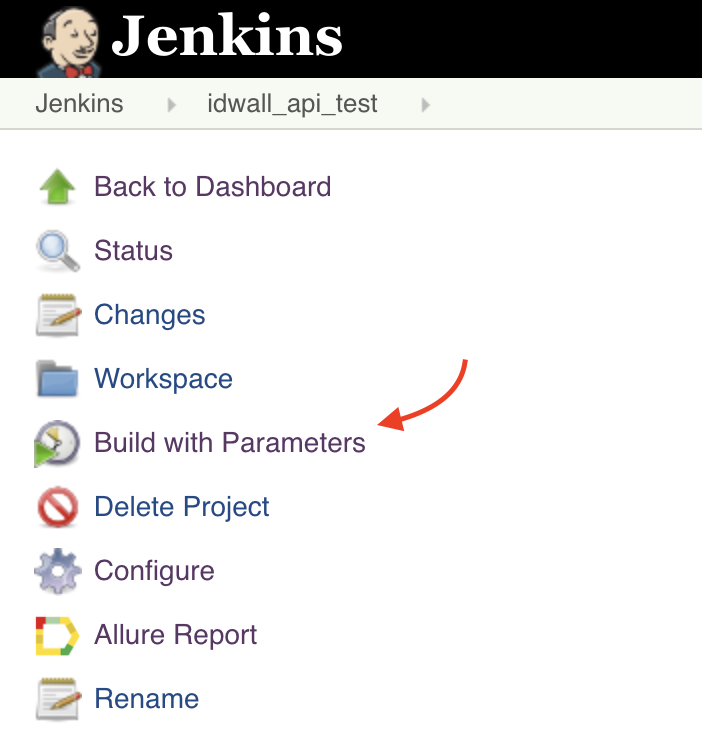 Jenkins
Jenkins idwall_api_test
Back to Dashboard
Status
Changes
Workspace
Build with Parameters
Delete Project
Configure
Allure Report
Rename